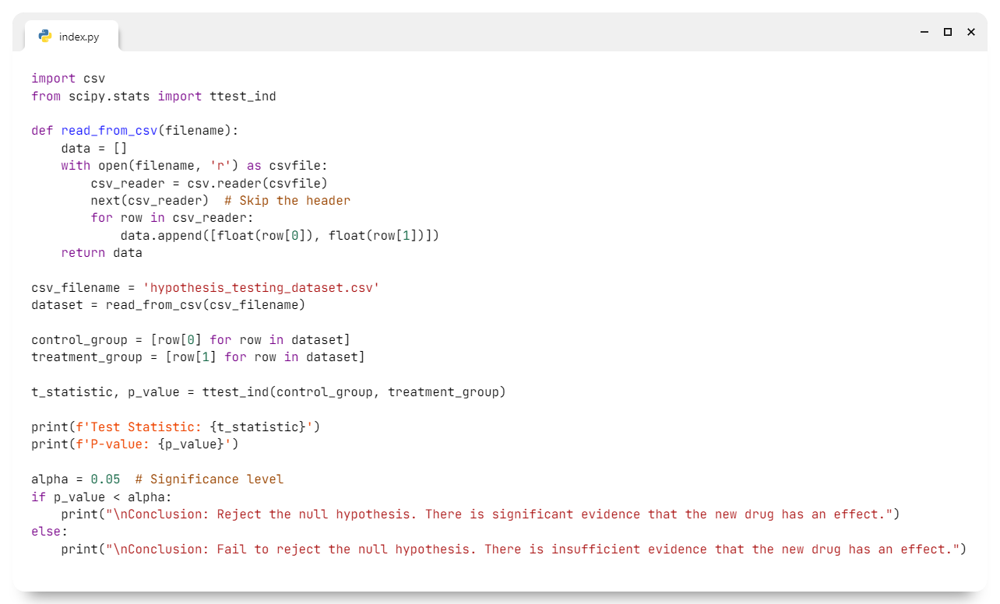 index.py
import csv
from scipy.stats import ttest_ind
def read_from_csv(filename):
    data = []
    with open(filename, 'r') as csvfile:
        csv_reader = csv.reader(csvfile)
        next(csv_reader)  # Skip the header
        for row in csv_reader:
            data.append([float(row[0]), float(row[1])])
    return data
csv_filename = 'hypothesis_testing_dataset.csv'
dataset = read_from_csv(csv_filename)
control_group = [row[0] for row in dataset]
treatment_group = [row[1] for row in dataset]
t_statistic, p_value = ttest_ind(control_group, treatment_group)
print(f'Test Statistic: {t_statistic}')
print(f'P-value: {p_value}')
alpha = 0.05  # Significance level
if p_value < alpha:
    print("\nConclusion: Reject the null hypothesis. There is significant evidence that the new drug has an effect.")
else:
    print("\nConclusion: Fail to reject the null hypothesis. There is insufficient evidence that the new drug has an effect.")